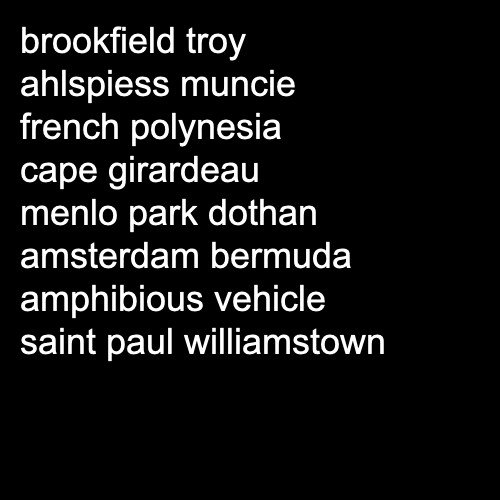 brookfield troy
ahlspiess muncie
french polynesia
cape girardeau
menlo park dothan
amsterdam bermuda
amphibious vehicle
saint paul williamstown